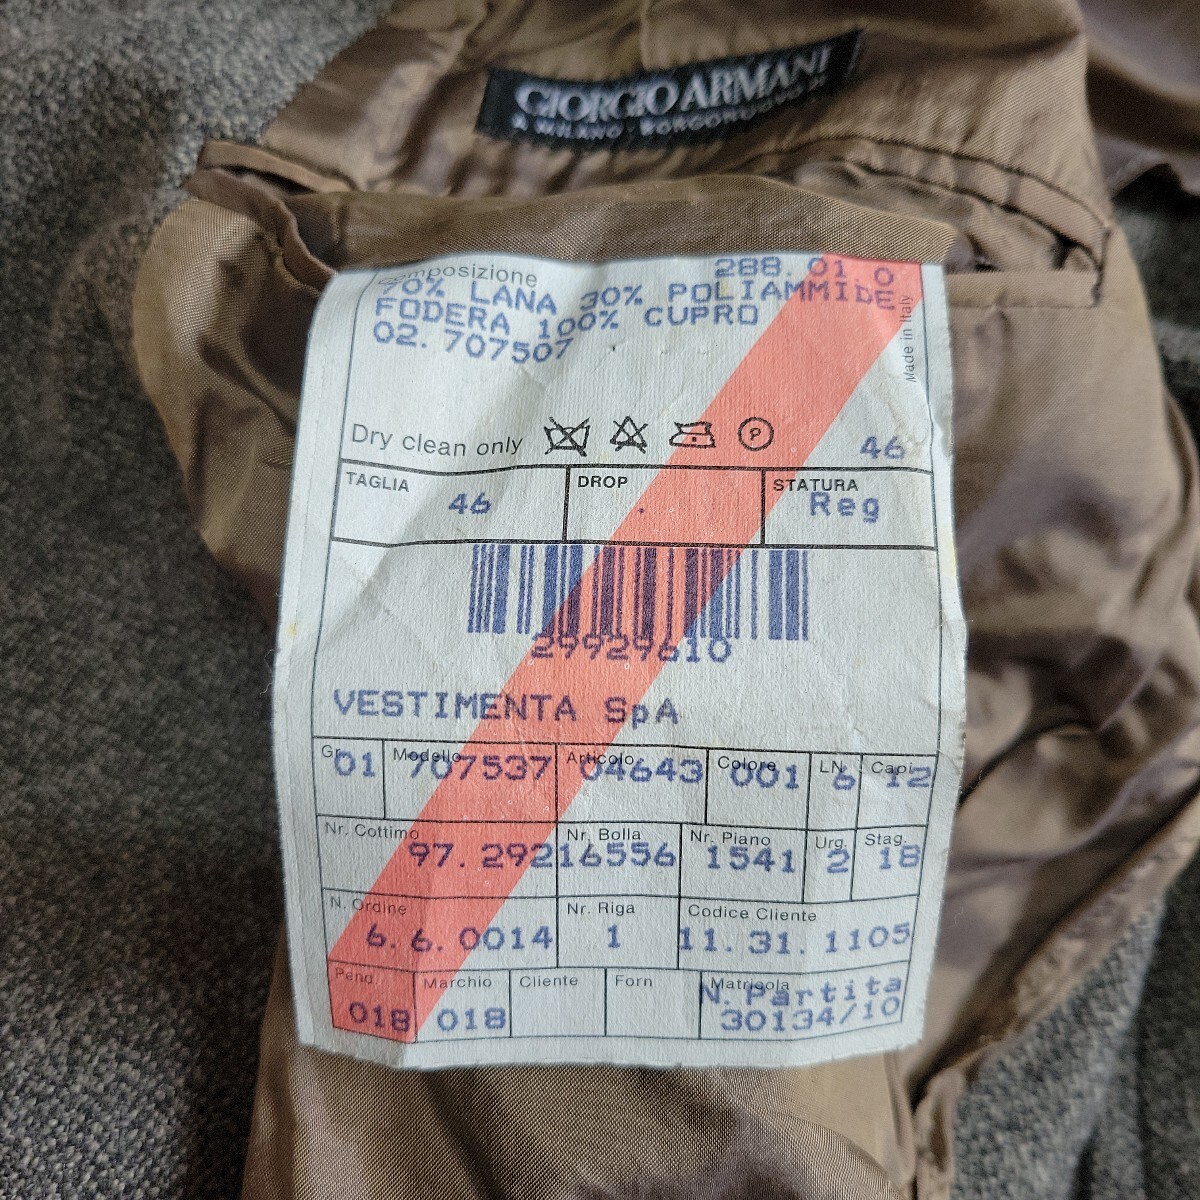 GIORGIO ARMANI
A MILANO · BORGONUOVO 21
Composizione 288. 01. 0
70% LANA 30% POLIAMMIDE
FODERA 100% CUPRO
02. 707507
Made in Italy
Dry clean only P 46
TAGLIA DROP STATURA
46 . Reg
29929610
VESTIMENTA SpA
Gr. Modello Articolo Colore LN. Capi
01 707537 04643 001 6 12
Nr. Cottimo Nr. Bolla Nr. Piano Urg. Stag.
97. 292 16556 1541 2 18
N. Ordine Nr. Riga Codice Cliente
6. 6. 0014 1 11. 31. 1105
Pend. Marchio Cliente Forn Matricola
018 018 N. Partita
30134/10